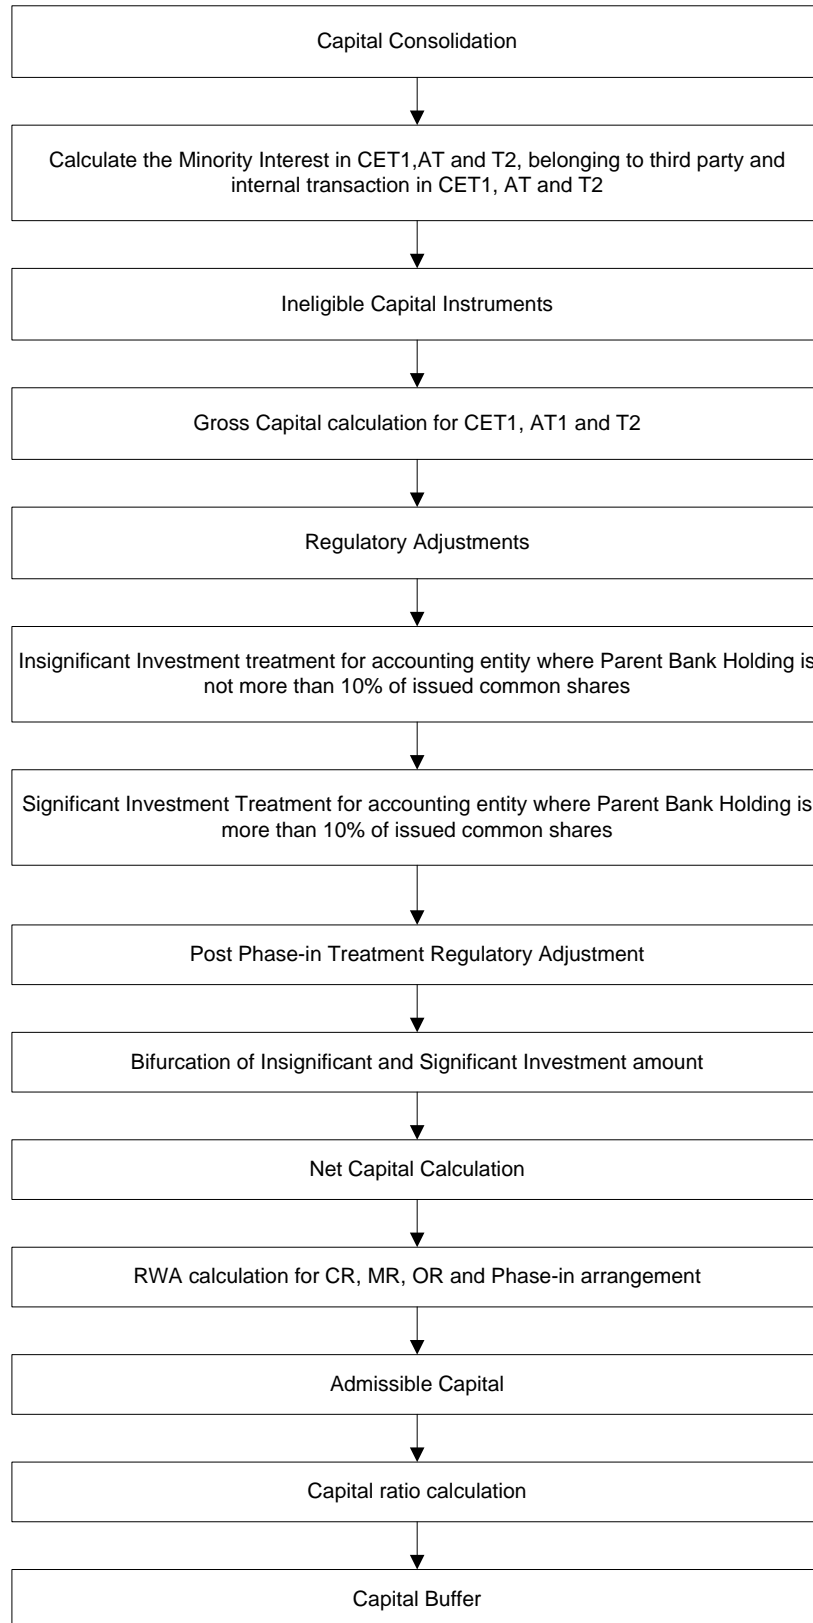 Capital Consolidation
Calculate the Minority Interest in CET1,AT and T2, belonging to third party and
internal transaction in CET1, AT and T2
Ineligible Capital Instruments
Gross Capital calculation for CET1, AT1 and T2
Regulatory Adjustments
Insignificant Investment treatment for accounting entity where Parent Bank Holding is
not more than 10% of issued common shares
Significant Investment Treatment for accounting entity where Parent Bank Holding is
more than 10% of issued common shares
Post Phase-in Treatment Regulatory Adjustment
Bifurcation of Insignificant and Significant Investment amount
Net Capital Calculation
RWA calculation for CR, MR, OR and Phase-in arrangement
Admissible Capital
Capital ratio calculation
Capital Buffer